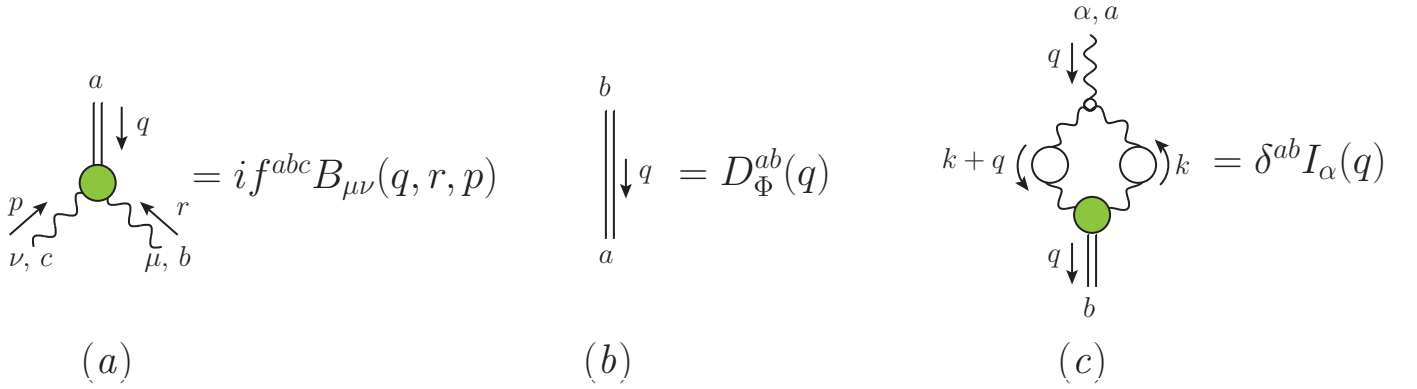 a
q
p
r
ν, c
μ, b
= if^{abc}B_{μν}(q, r, p)
(a)
b
q
a
= D_Φ^{ab}(q)
(b)
α, a
q
k + q
k
q
b
= δ^{ab}I_α(q)
(c)